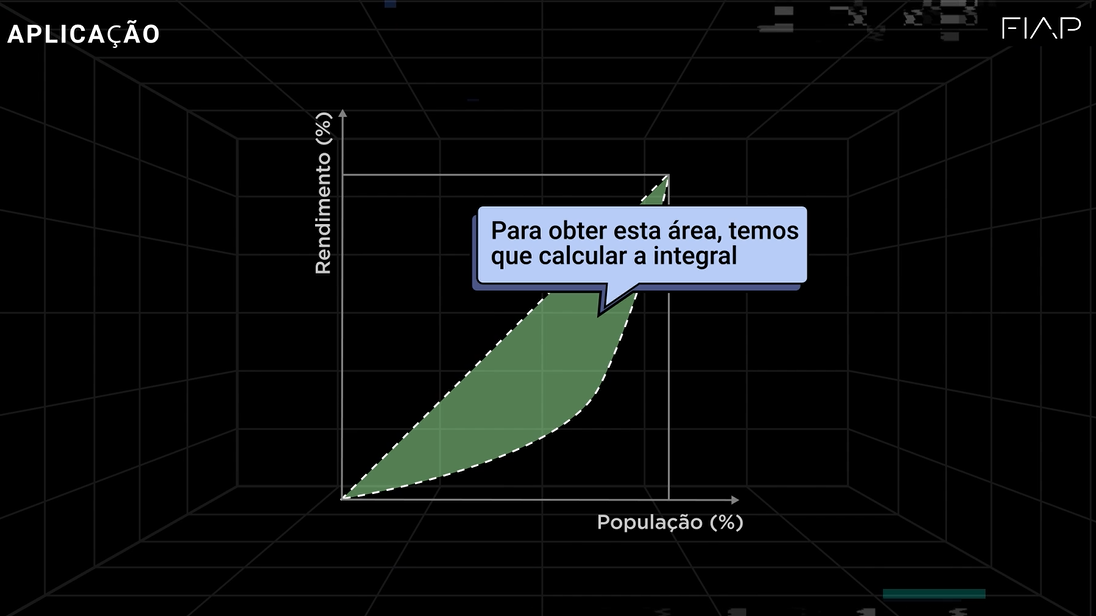 APLICAÇÃO
FIAP
Rendimento (%)
Para obter esta área, temos
que calcular a integral
População (%)